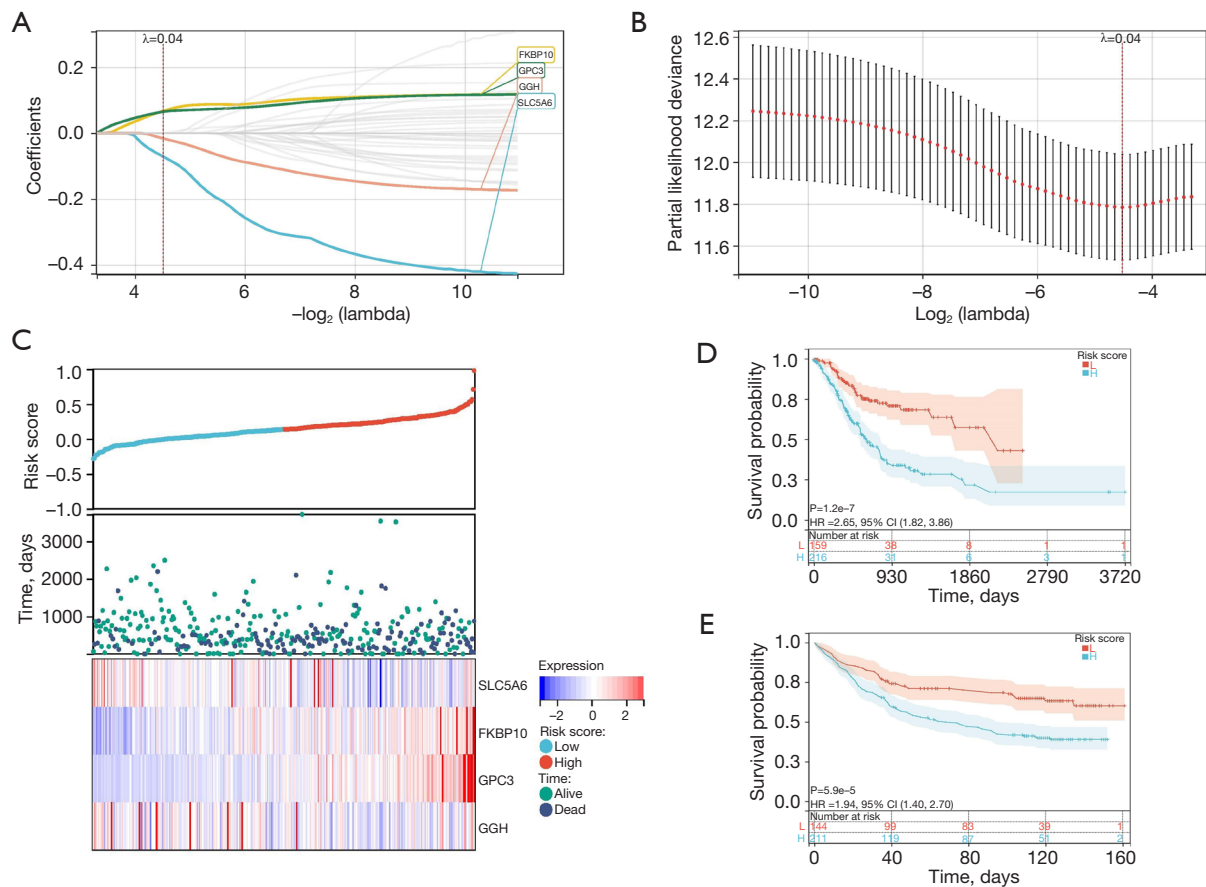 A
λ=0.04
0.2
0.0
−0.2
−0.4
Coefficients
FKBP10
GPC3
GGH
SLC5A6
4
6
8
10
−log2 (lambda)
B
λ=0.04
12.6
12.4
12.2
12.0
11.8
11.6
Partial likelihood deviance
−10
−8
−6
−4
Log2 (lambda)
C
1.0
0.5
0.0
−0.5
−1.0
Risk score
3000
2000
1000
Time, days
SLC5A6
FKBP10
GPC3
GGH
Expression
−2 0 2
Risk score:
Low
High
Time:
Alive
Dead
D
Risk score
L
H
1.0
0.8
0.5
0.2
0.0
Survival probability
P=1.2e−7
HR =2.65, 95% CI (1.82, 3.86)
Number at risk
L 159 38 8 1 1
H 216 31 6 3 1
0 930 1860 2790 3720
Time, days
E
Risk score
L
H
1.0
0.8
0.5
0.2
0.0
Survival probability
P=5.9e−5
HR =1.94, 95% CI (1.40, 2.70)
Number at risk
L 144 99 83 39 1
H 211 119 87 51 2
0 40 80 120 160
Time, days